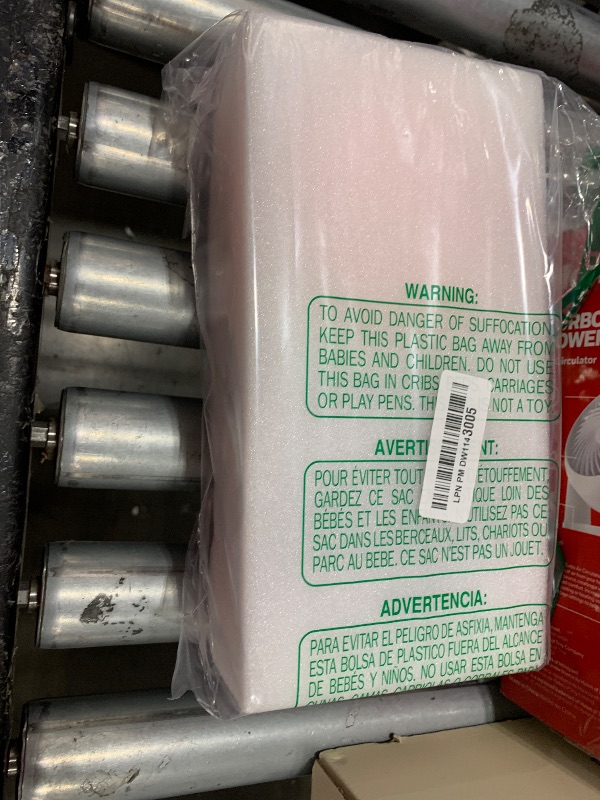 WARNING:
TO AVOID DANGER OF SUFFOCATION
KEEP THIS PLASTIC BAG AWAY FROM
BABIES AND CHILDREN. DO NOT USE
THIS BAG IN CRIBS CARRIAGES
OR PLAY PENS. NOT A TOY
LPN PM DW1143005
POUR ÉVITER TOUT ETOUFFEMENT
GARDEZ CE SAC LOIN DES
BÉBÉS ET LES UTILISEZ PAS CE
SAC DANS LES BERCEAUX, LITS, CHARIOTS OU
PARC AU BEBE. CE SAC N'EST PAS UN JOUET.
ADVERTENCIA:
PARA EVITAR EL PELIGRO DE ASFIXIA, MANTENGA
ESTA BOLSA DE PLASTICO FUERA DEL ALCANCE
DE BEBÉS Y NIÑOS. NO USAR ESTA BOLSA EN